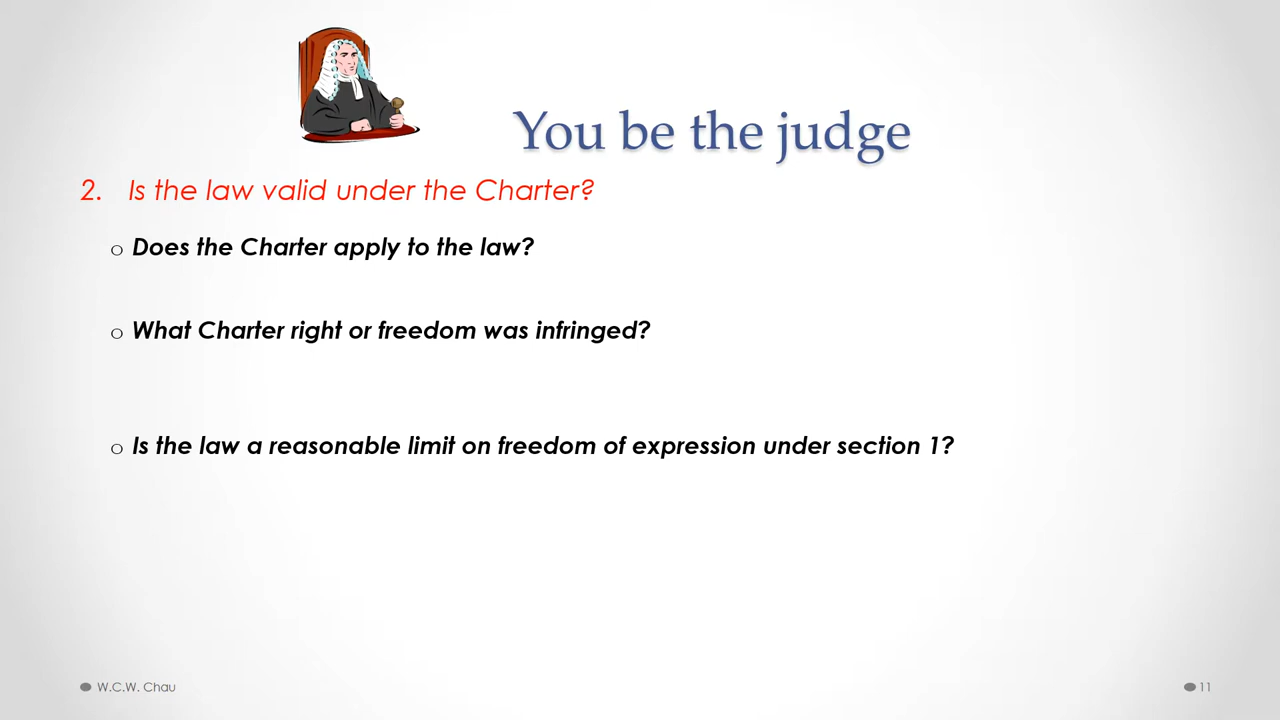 You be the judge
2. Is the law valid under the Charter?
o Does the Charter apply to the law?
o What Charter right or freedom was infringed?
o Is the law a reasonable limit on freedom of expression under section 1?
W.C.W. Chau
11